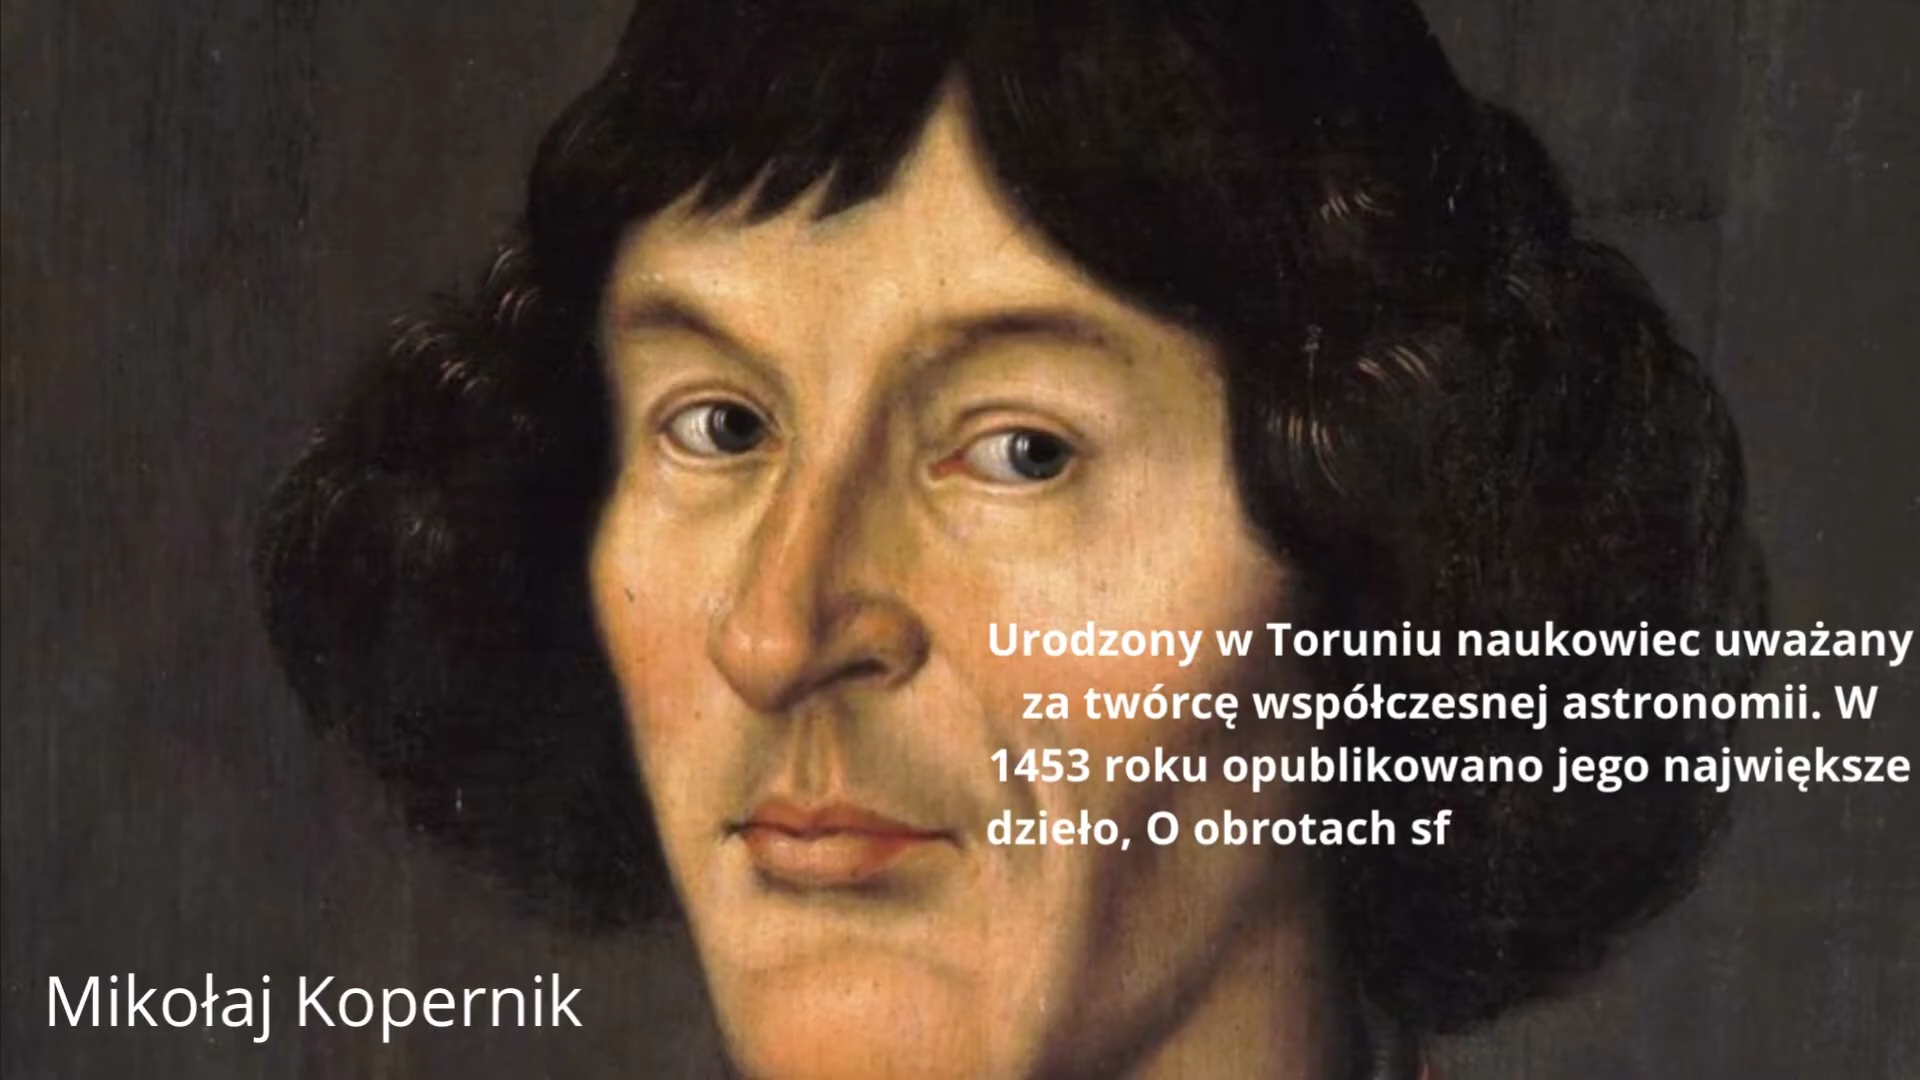 Urodzony w Toruniu naukowiec uważany
za twórcę współczesnej astronomii. W
1453 roku opublikowano jego największe
dzieło, O obrotach sf
Mikołaj Kopernik